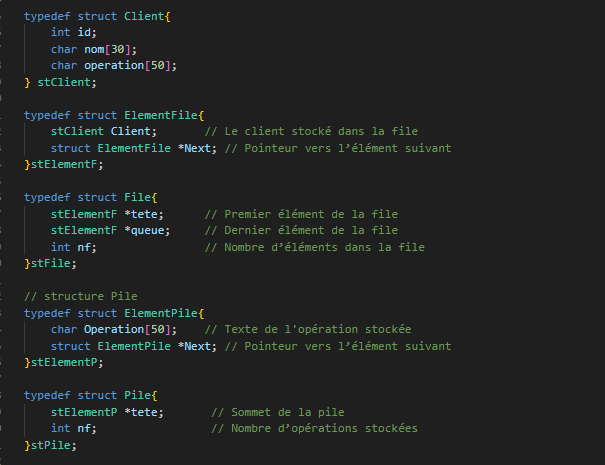 typedef struct Client{
    int id;
    char nom[30];
    char operation[50];
} stClient;

typedef struct ElementFile{
    stClient Client;       // Le client stocké dans la file
    struct ElementFile *Next; // Pointeur vers l’élément suivant
}stElementF;

typedef struct File{
    stElementF *tete;      // Premier élément de la file
    stElementF *queue;     // Dernier élément de la file
    int nf;                // Nombre d’éléments dans la file
}stFile;

// structure Pile
typedef struct ElementPile{
    char Operation[50];    // Texte de l'opération stockée
    struct ElementPile *Next; // Pointeur vers l’élément suivant
}stElementP;

typedef struct Pile{
    stElementP *tete;       // Sommet de la pile
    int nf;                 // Nombre d’opérations stockées
}stPile;